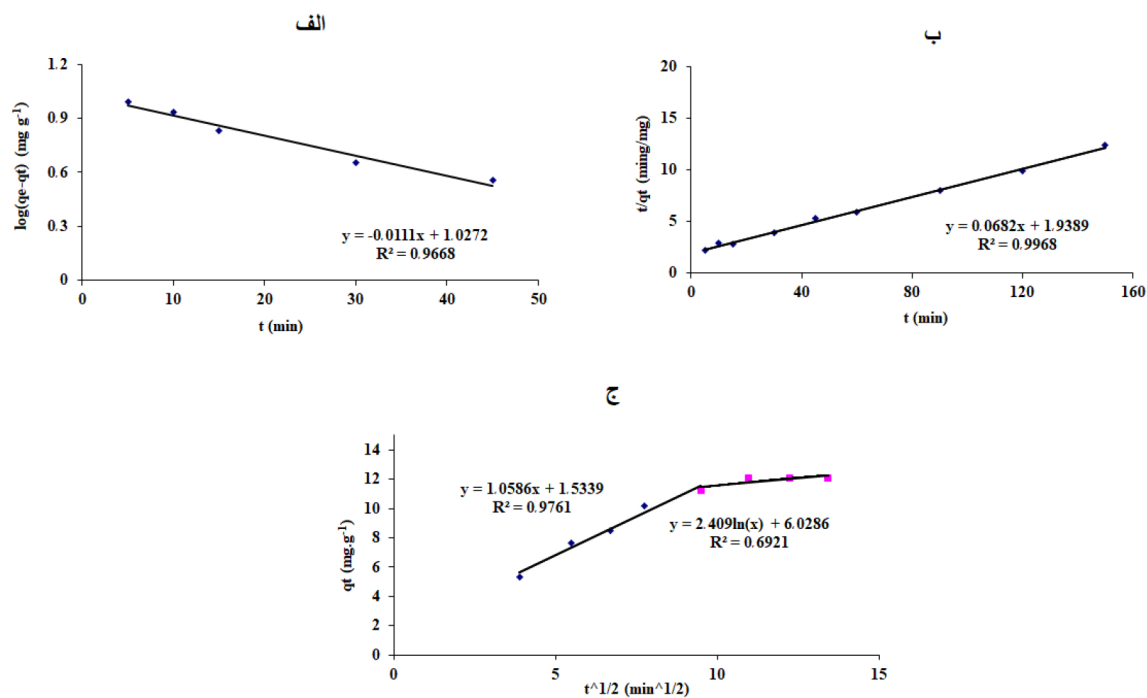 الف
1.2
0.9
0.6
0.3
0
log(qe-qt) (mg g-1)
y = -0.0111x + 1.0272
R² = 0.9668
0 10 20 30 40 50
t (min)
ب
20
15
10
5
0
t/qt (ming/mg)
y = 0.0682x + 1.9389
R² = 0.9968
0 40 80 120 160
t (min)
ج
14
12
10
8
6
4
2
0
qt (mg.g-1)
y = 1.0586x + 1.5339
R² = 0.9761
y = 2.409ln(x) + 6.0286
R² = 0.6921
0 5 10 15
t^1/2 (min^1/2)